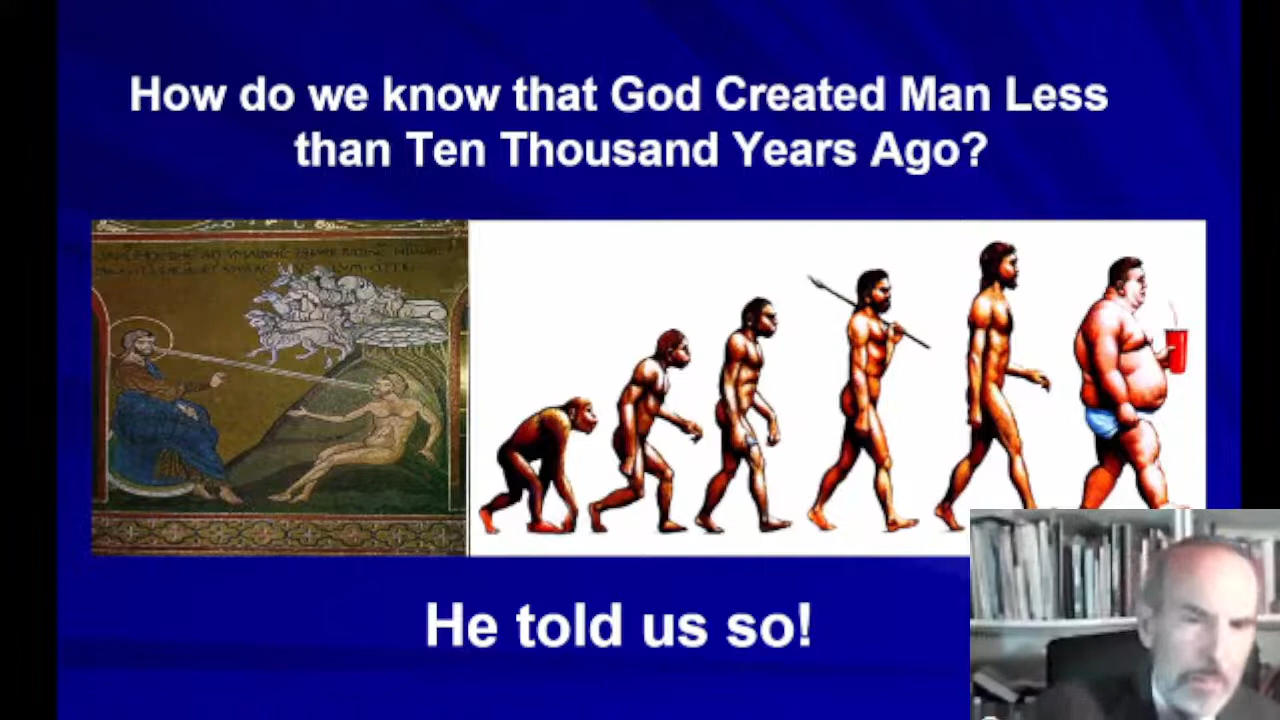 How do we know that God Created Man Less
than Ten Thousand Years Ago?
He told us so!